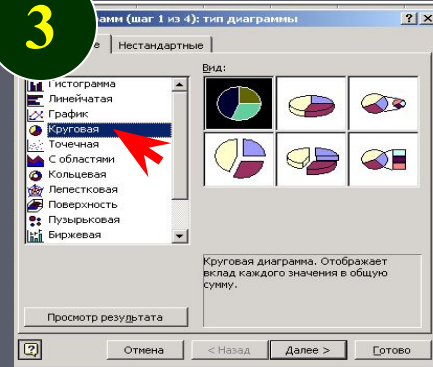 3
рамм (шаг 1 из 4): тип диаграммы
е Нестандартные
Вид:
Гистограмма
Линейчатая
График
Круговая
Точечная
С областями
Кольцевая
Лепестковая
Поверхность
Пузырьковая
Биржевая
Круговая диаграмма. Отображает
вклад каждого значения в общую
сумму.
Просмотр результата
Отмена < Назад Далее > Готово